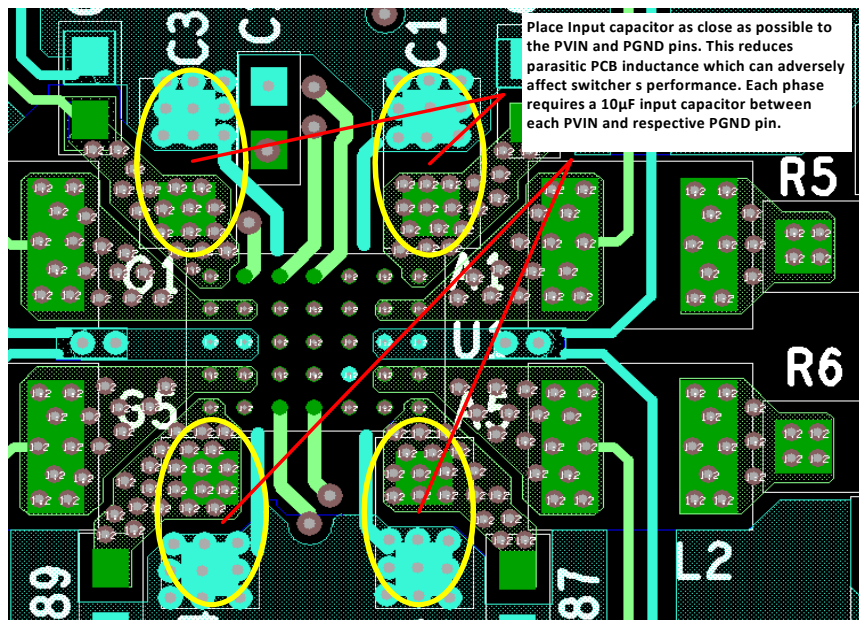 Place Input capacitor as close as possible to
the PVIN and PGND pins. This reduces
parasitic PCB inductance which can adversely
affect switcher s performance. Each phase
requires a 10µF input capacitor between
each PVIN and respective PGND pin.
C3
C1
R5
G1
A1
U1
R6
G5
L2
89
87